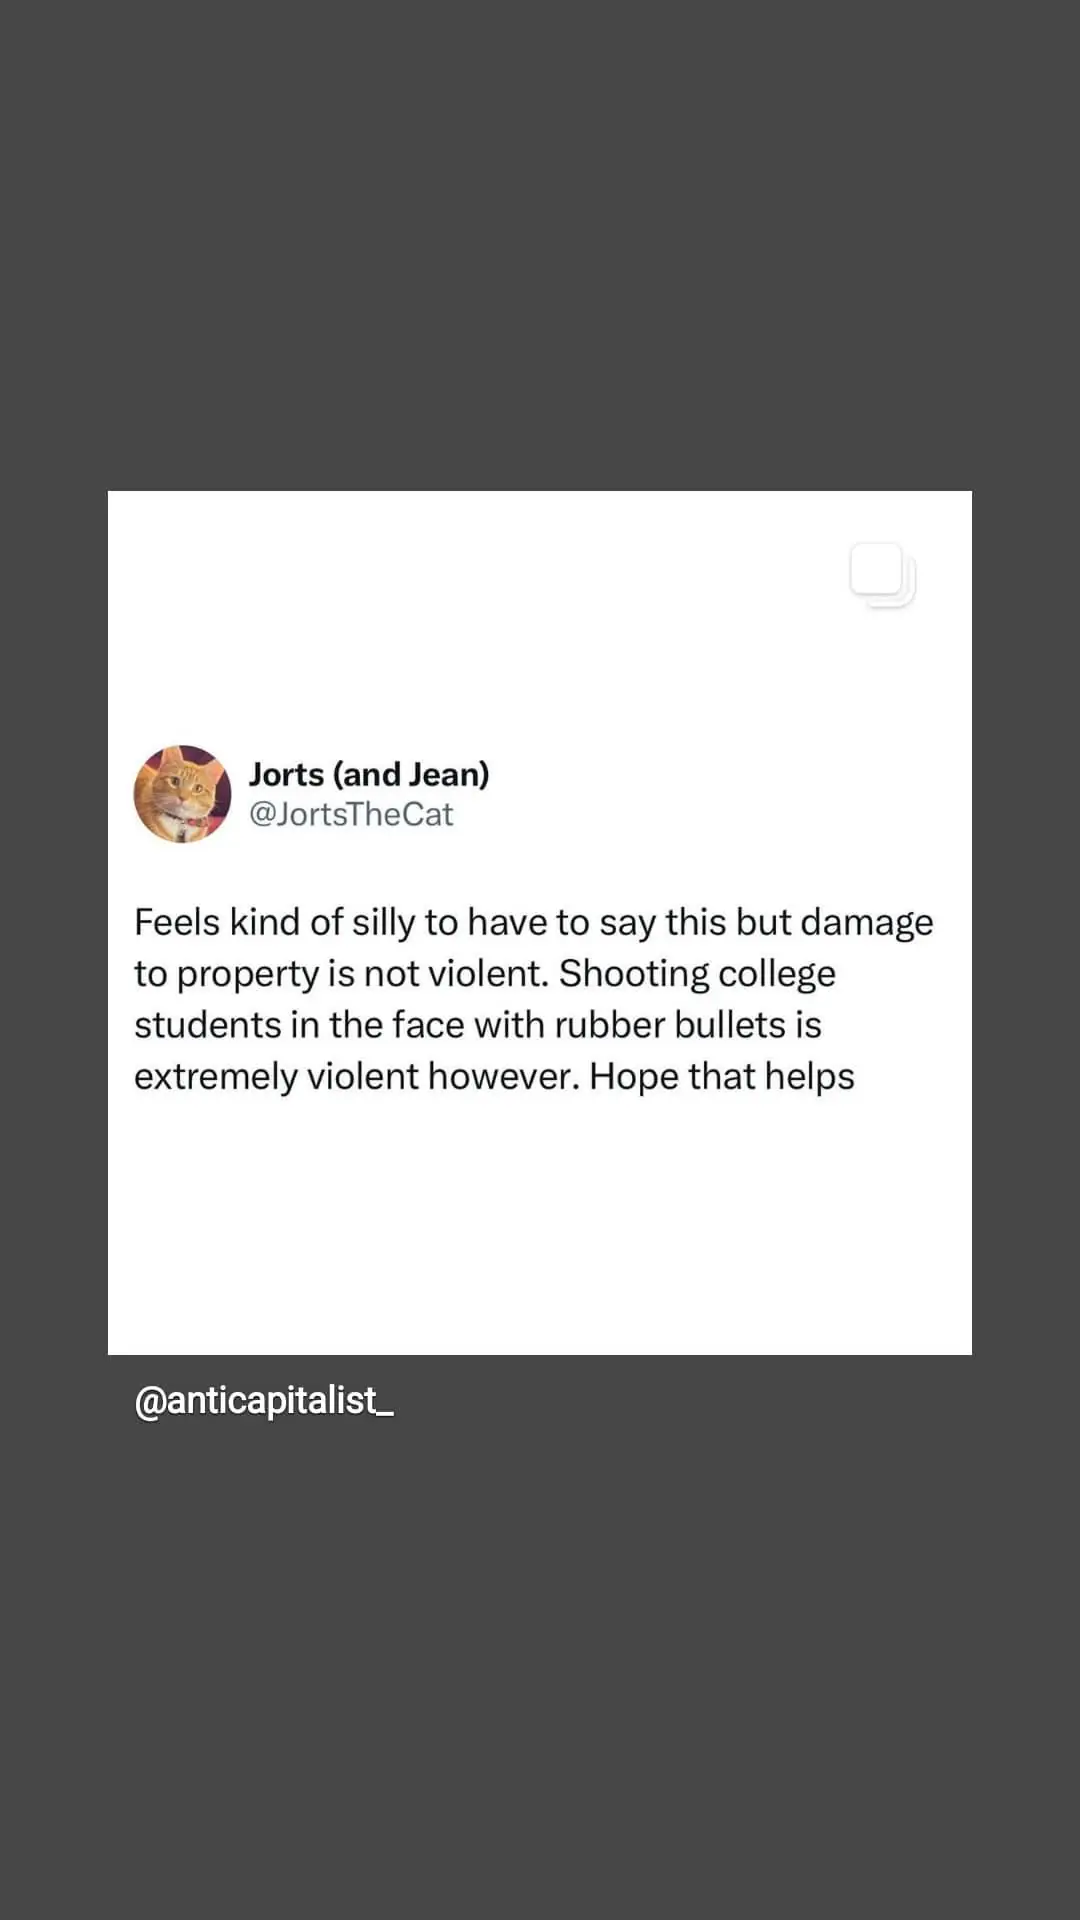 Jorts (and Jean)
@JortsTheCat
Feels kind of silly to have to say this but damage
to property is not violent. Shooting college
students in the face with rubber bullets is
extremely violent however. Hope that helps
@anticapitalist_